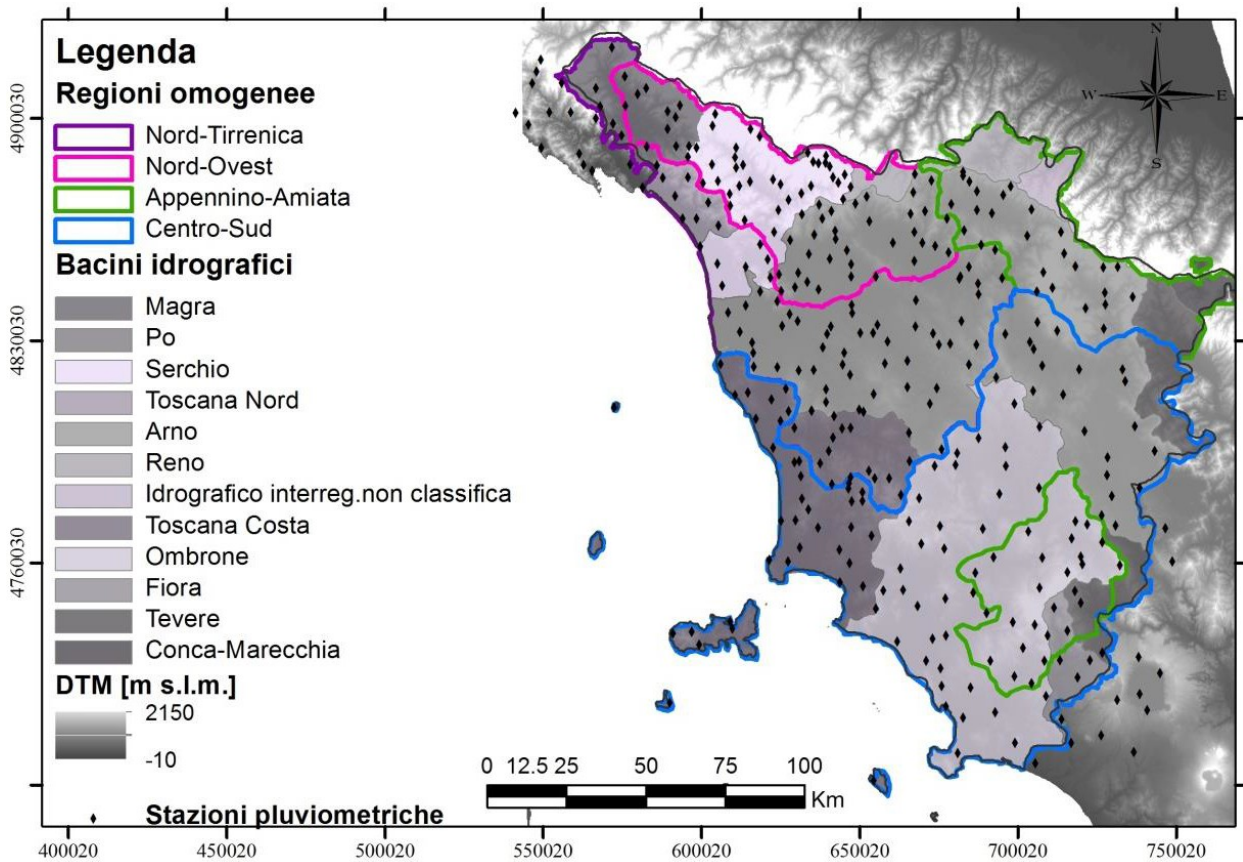 Legenda
Regioni omogenee
Nord-Tirrenica
Nord-Ovest
Appennino-Amiata
Centro-Sud
Bacini idrografici
Magra
Po
Serchio
Toscana Nord
Arno
Reno
Idrografico interreg.non classifica
Toscana Costa
Ombrone
Fiora
Tevere
Conca-Marecchia
DTM [m s.l.m.]
2150
-10
Stazioni pluviometriche
N
W E
S
0 12.5 25 50 75 100
Km
4900030
4830030
4760030
400020 450020 550020 600020 650020 700020 750020